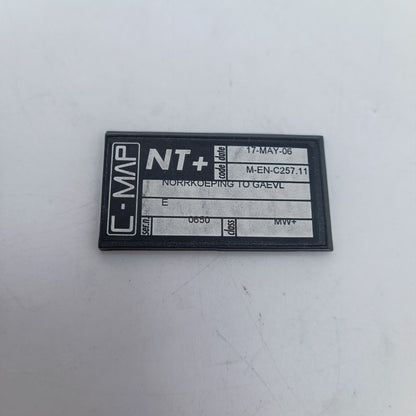 C-MAP
NT+
date 17-MAY-06
code M-EN-C257.11
NORRKOEPING TO GAEVL
E
ser.n. 0650 class MW+